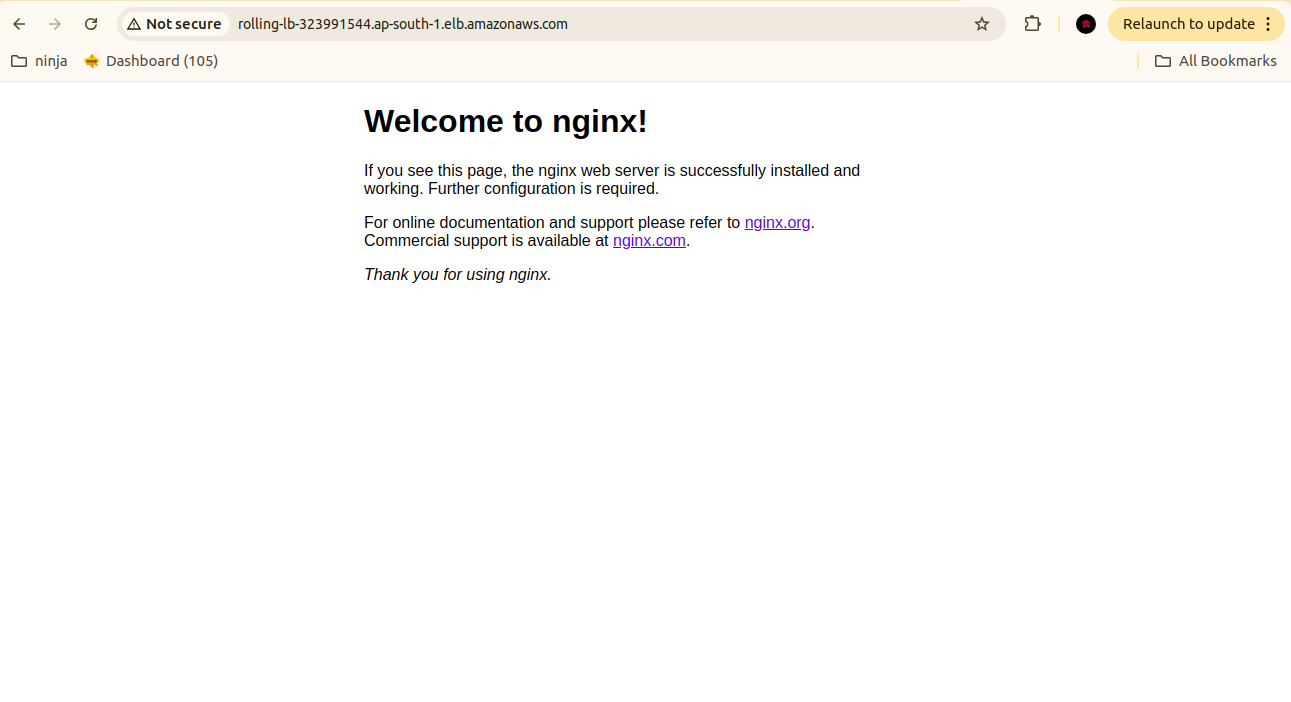 Not secure rolling-lb-323991544.ap-south-1.elb.amazonaws.com Relaunch to update
ninja Dashboard (105) All Bookmarks
Welcome to nginx!
If you see this page, the nginx web server is successfully installed and
working. Further configuration is required.
For online documentation and support please refer to nginx.org.
Commercial support is available at nginx.com.
Thank you for using nginx.